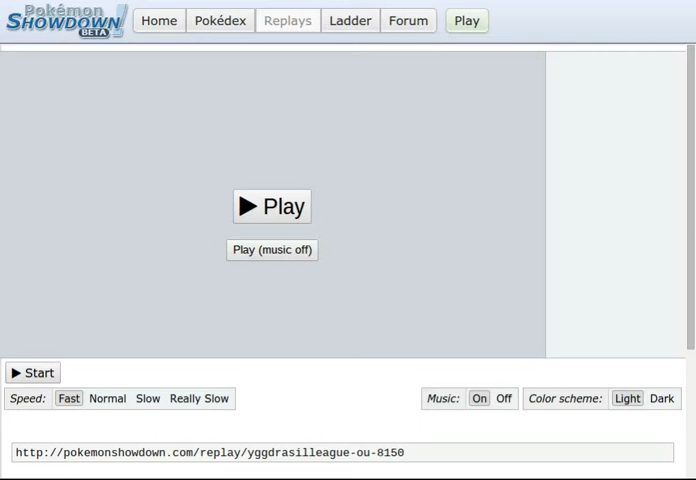 Pokémon
SHOWDOWN!
BETA
Home Pokédex Replays Ladder Forum Play
▶ Play
Play (music off)
▶ Start
Speed: Fast Normal Slow Really Slow Music: On Off Color scheme: Light Dark
http://pokemonshowdown.com/replay/yggdrasilleague-ou-8150